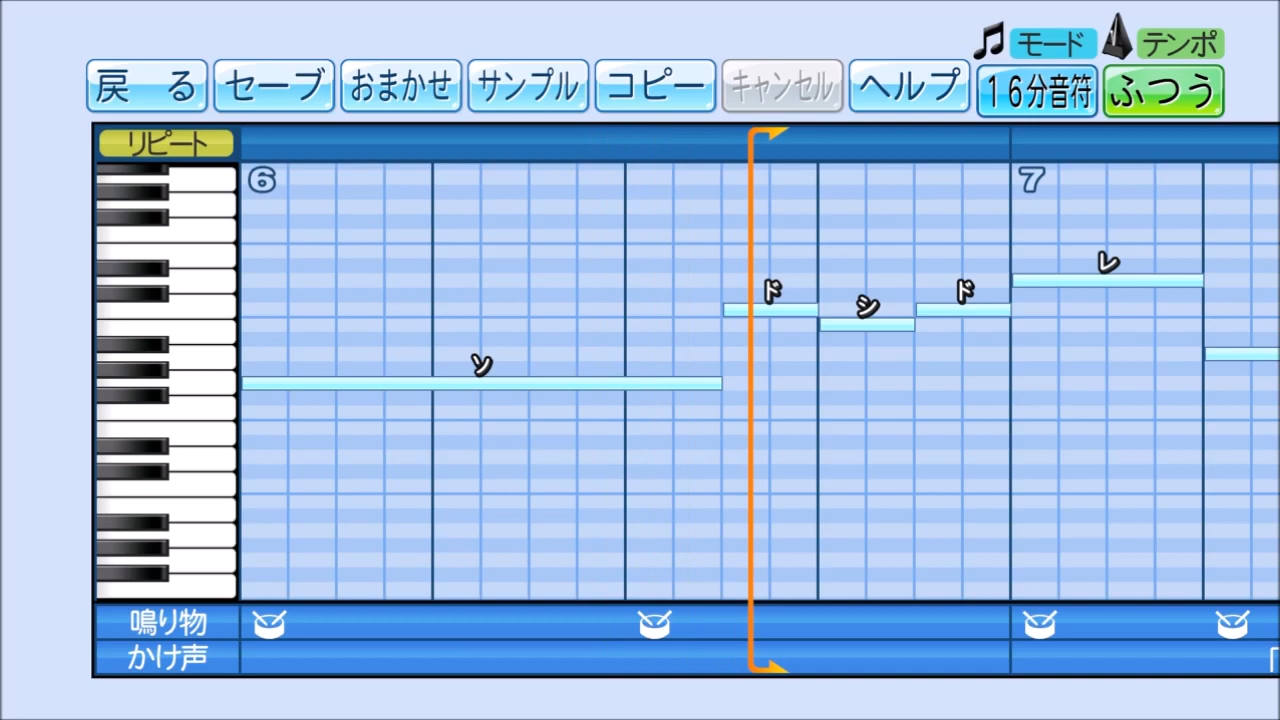 モード テンポ
戻る セーブ おまかせ サンプル コピー キャンセル ヘルプ 16分音符 ふつう
リピート
6 7
レ
ド シ ド
ソ
鳴り物
かけ声